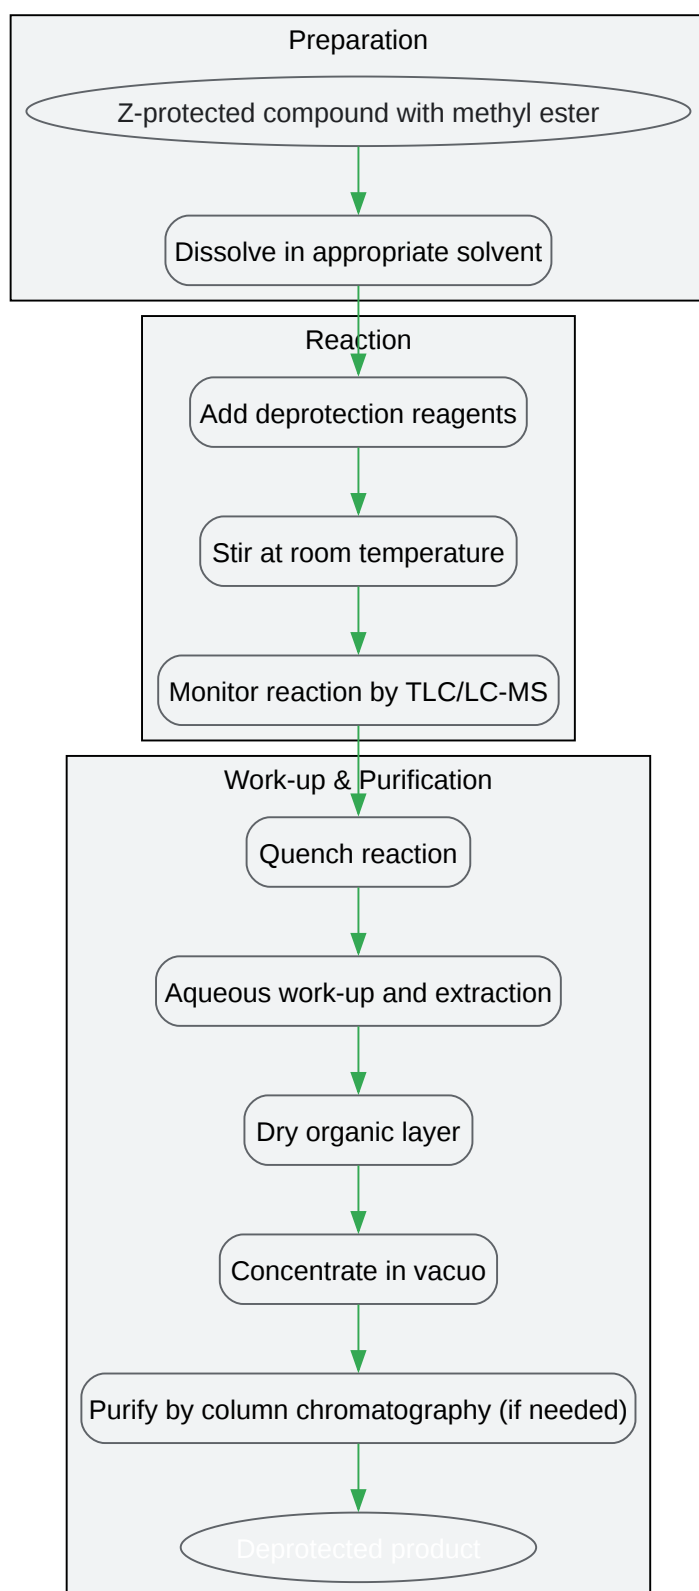 Preparation
Z-protected compound with methyl ester
Dissolve in appropriate solvent
Reaction
Add deprotection reagents
Stir at room temperature
Monitor reaction by TLC/LC-MS
Work-up & Purification
Quench reaction
Aqueous work-up and extraction
Dry organic layer
Concentrate in vacuo
Purify by column chromatography (if needed)
Deprotected product